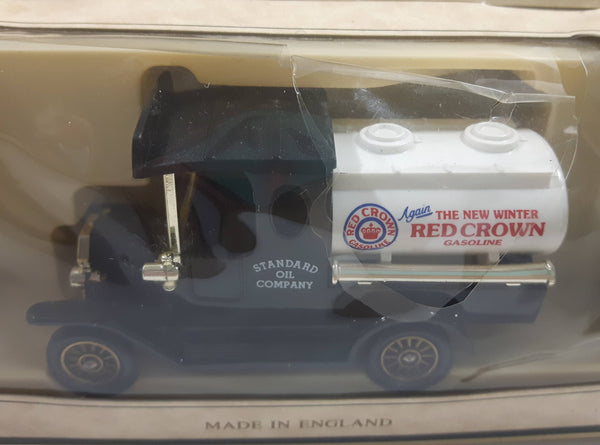 RED CROWN
GASOLINE
Again THE NEW WINTER
RED CROWN
GASOLINE
STANDARD
OIL
COMPANY
MADE IN ENGLAND